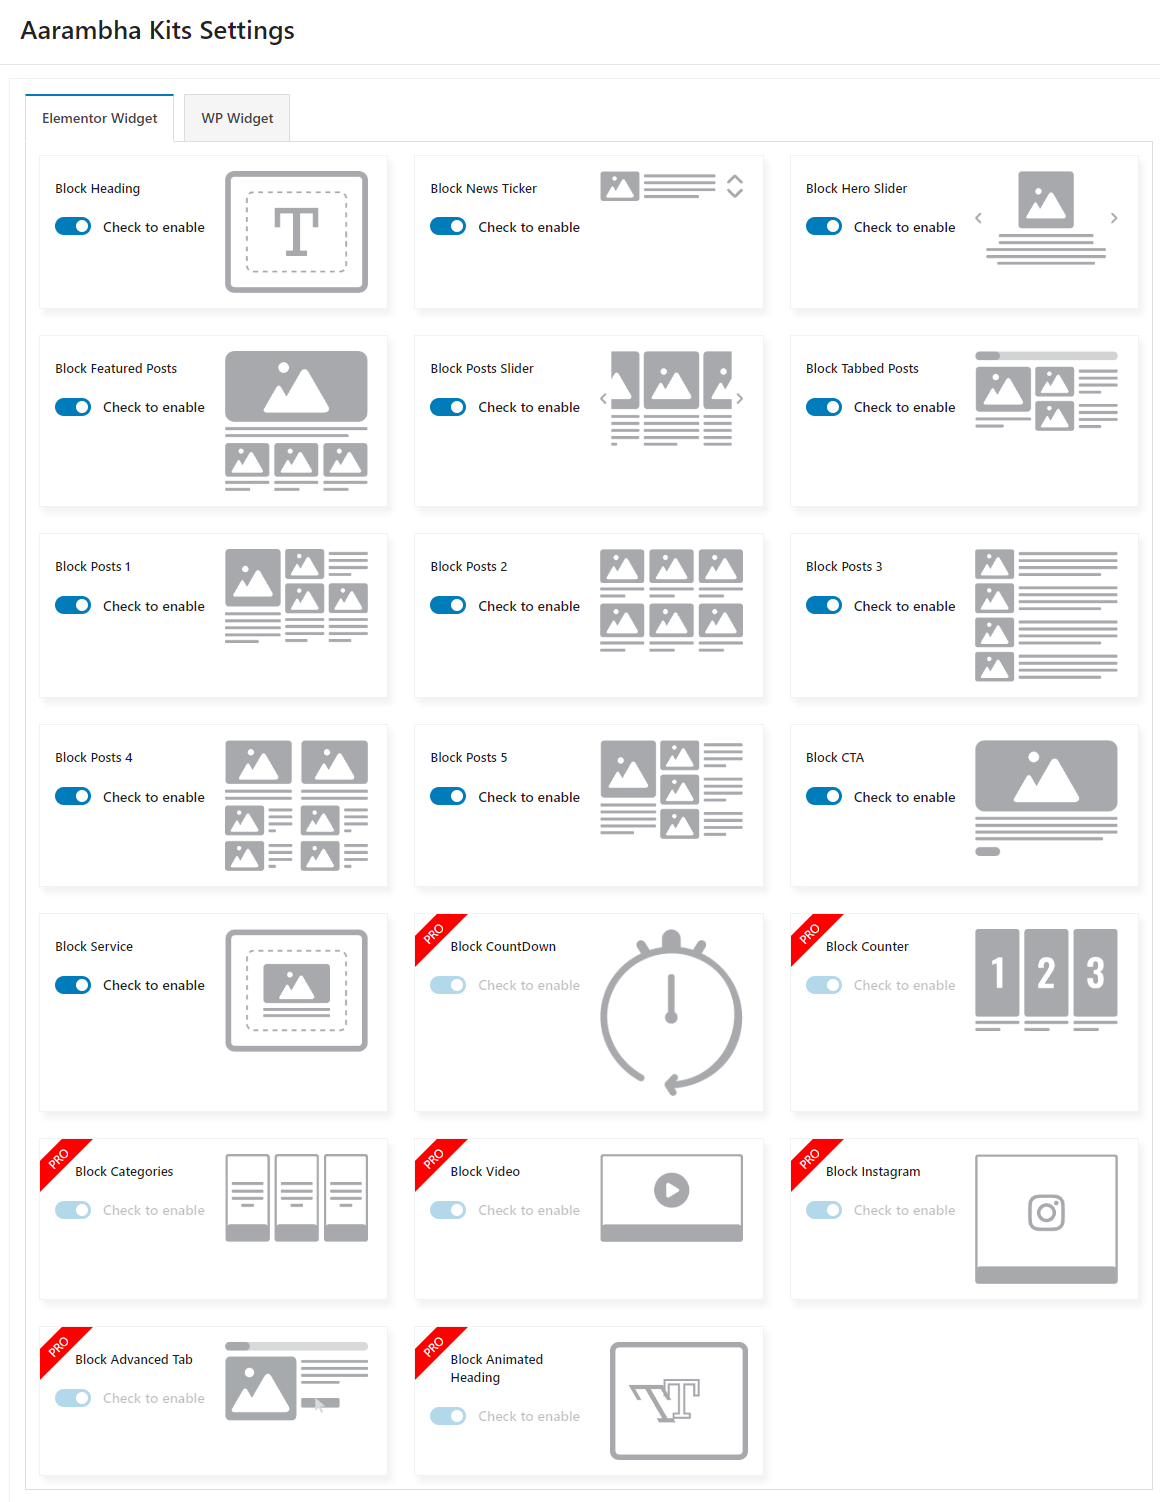 Aarambha Kits Settings
Elementor Widget
WP Widget
Block Heading
Check to enable
T
Block News Ticker
Check to enable
Block Hero Slider
Check to enable
Block Featured Posts
Check to enable
Block Posts Slider
Check to enable
Block Tabbed Posts
Check to enable
Block Posts 1
Check to enable
Block Posts 2
Check to enable
Block Posts 3
Check to enable
Block Posts 4
Check to enable
Block Posts 5
Check to enable
Block CTA
Check to enable
Block Service
Check to enable
PRO
Block CountDown
Check to enable
PRO
Block Counter
Check to enable
1 2 3
PRO
Block Categories
Check to enable
PRO
Block Video
Check to enable
PRO
Block Instagram
Check to enable
PRO
Block Advanced Tab
Check to enable
PRO
Block Animated
Heading
Check to enable
T T